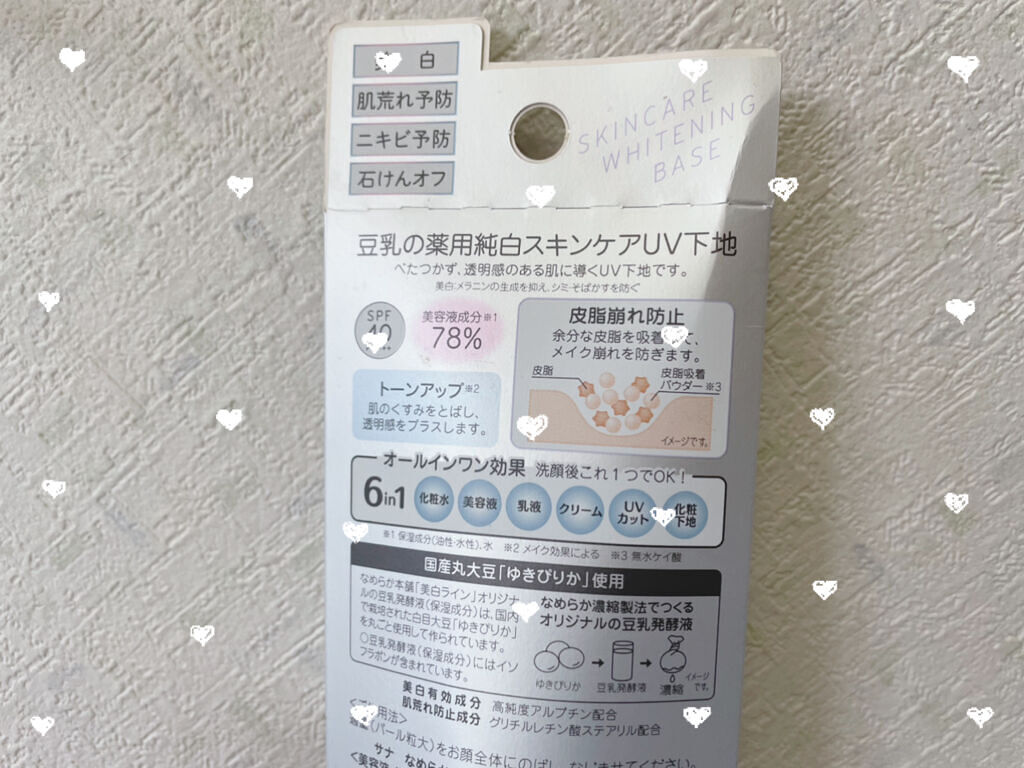 白
肌荒れ予防
ニキビ予防
石けんオフ
SKINCARE
WHITENING
BASE
豆乳の薬用純白スキンケアUV下地
べたつかず、透明感のある肌に導くUV下地です。
美白:メラニンの生成を抑え、シミ・そばかすを防ぐ
SPF
40
美容液成分※1
78%
トーンアップ※2
肌のくすみをとばし、
透明感をプラスします。
皮脂崩れ防止
余分な皮脂を吸着 、
メイク崩れを防ぎます。
皮脂
皮脂吸着
パウダー※3
イメージです。
オールインワン効果 洗顔後これ1つでOK!
6in1
化粧水
美容液
乳液
クリーム
UV
カット
化粧
下地
※1 保湿成分(油性・水性)、水 ※2 メイク効果による ※3 無水ケイ酸
国産丸大豆「ゆきぴりか」使用
なめらか本舗「美白ライン」オリジナ
ルの豆乳発酵液(保湿成分)は、国内
で栽培された白目大豆「ゆきぴりか」
を丸ごと使用して作られています。
○豆乳発酵液(保湿成分)にはイソ
フラボンが含まれています。
なめらか濃縮製法でつくる
オリジナルの豆乳発酵液
ゆきぴりか
豆乳発酵液
濃縮
イメージ
です。
美白有効成分 高純度アルブチン配合
肌荒れ防止成分 グリチルレチン酸ステアリル配合
用法>
(パール粒大)をお顔全体にのばし、なじませてください。
サナ なめら
<美容液